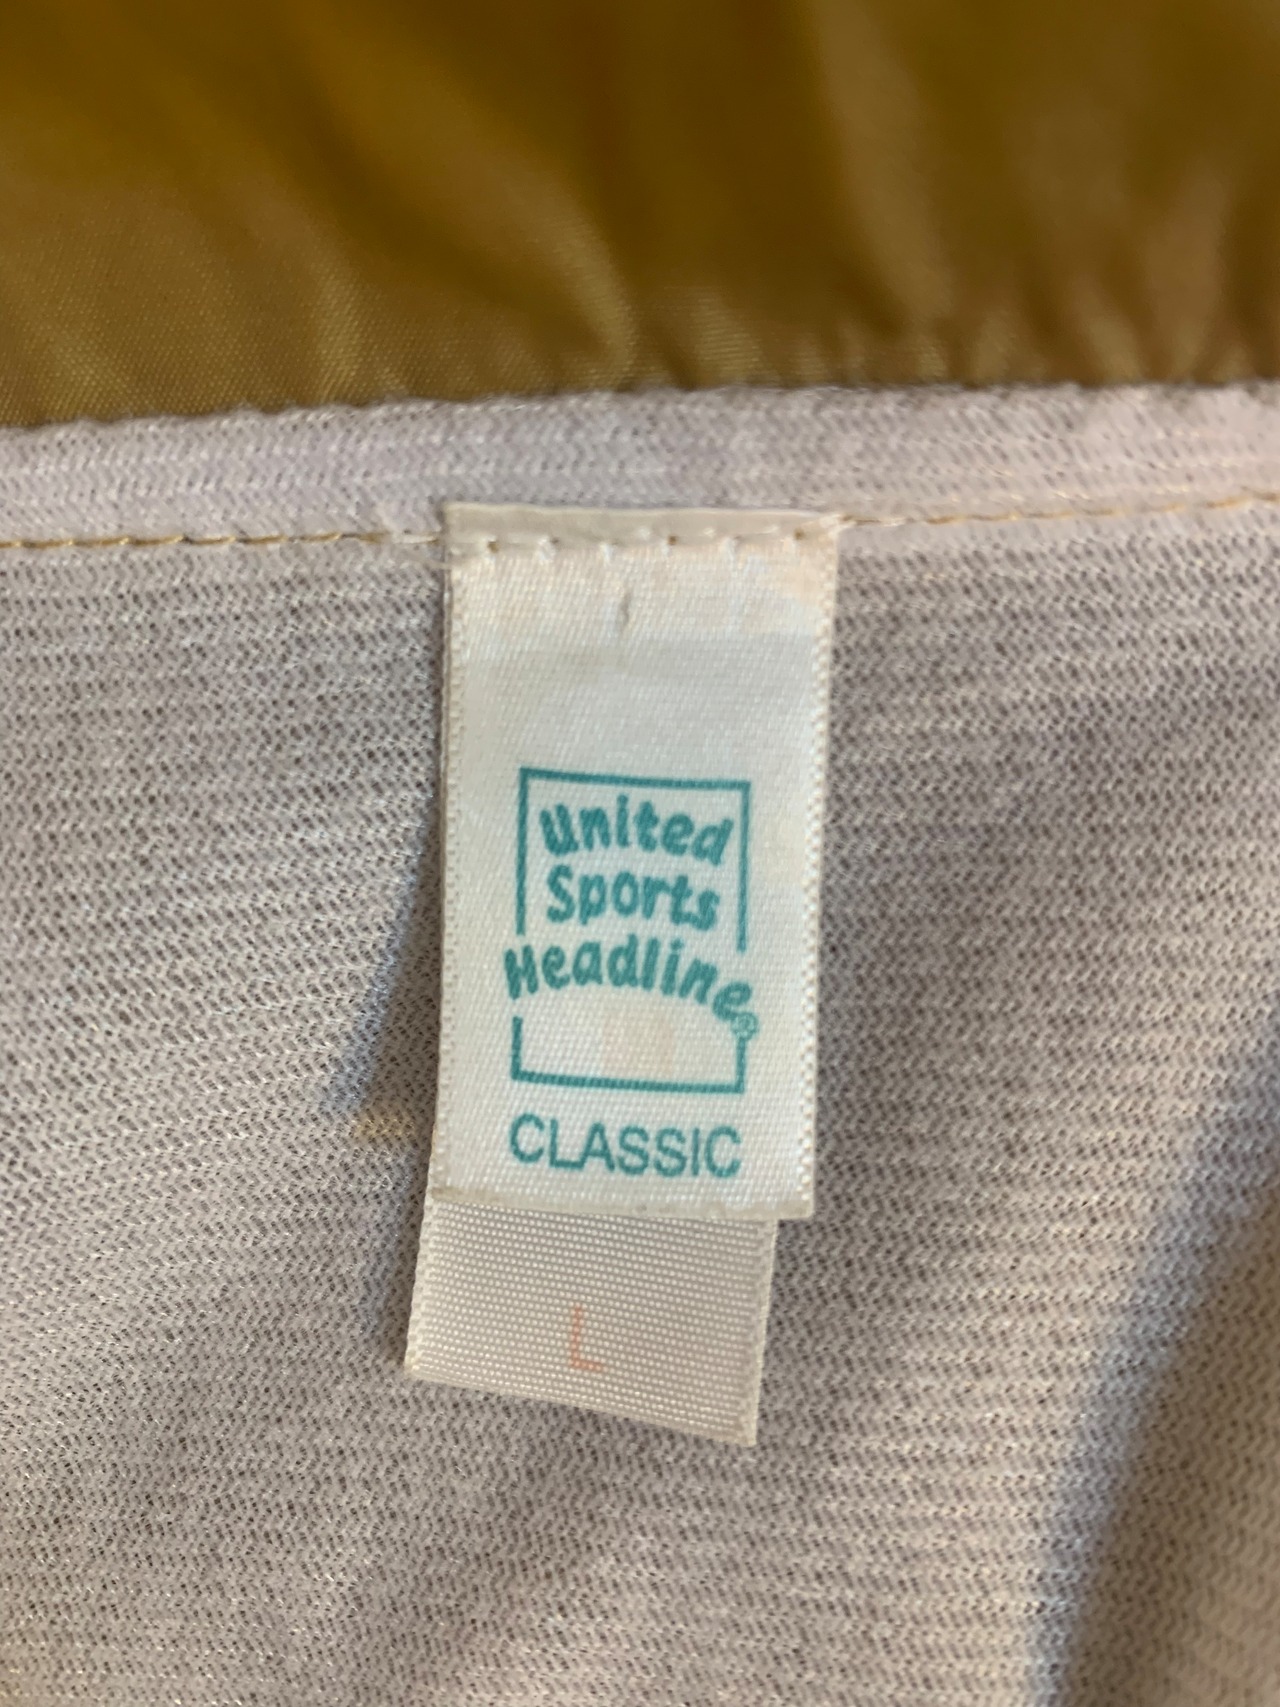 United
Sports
Headline®
CLASSIC
L